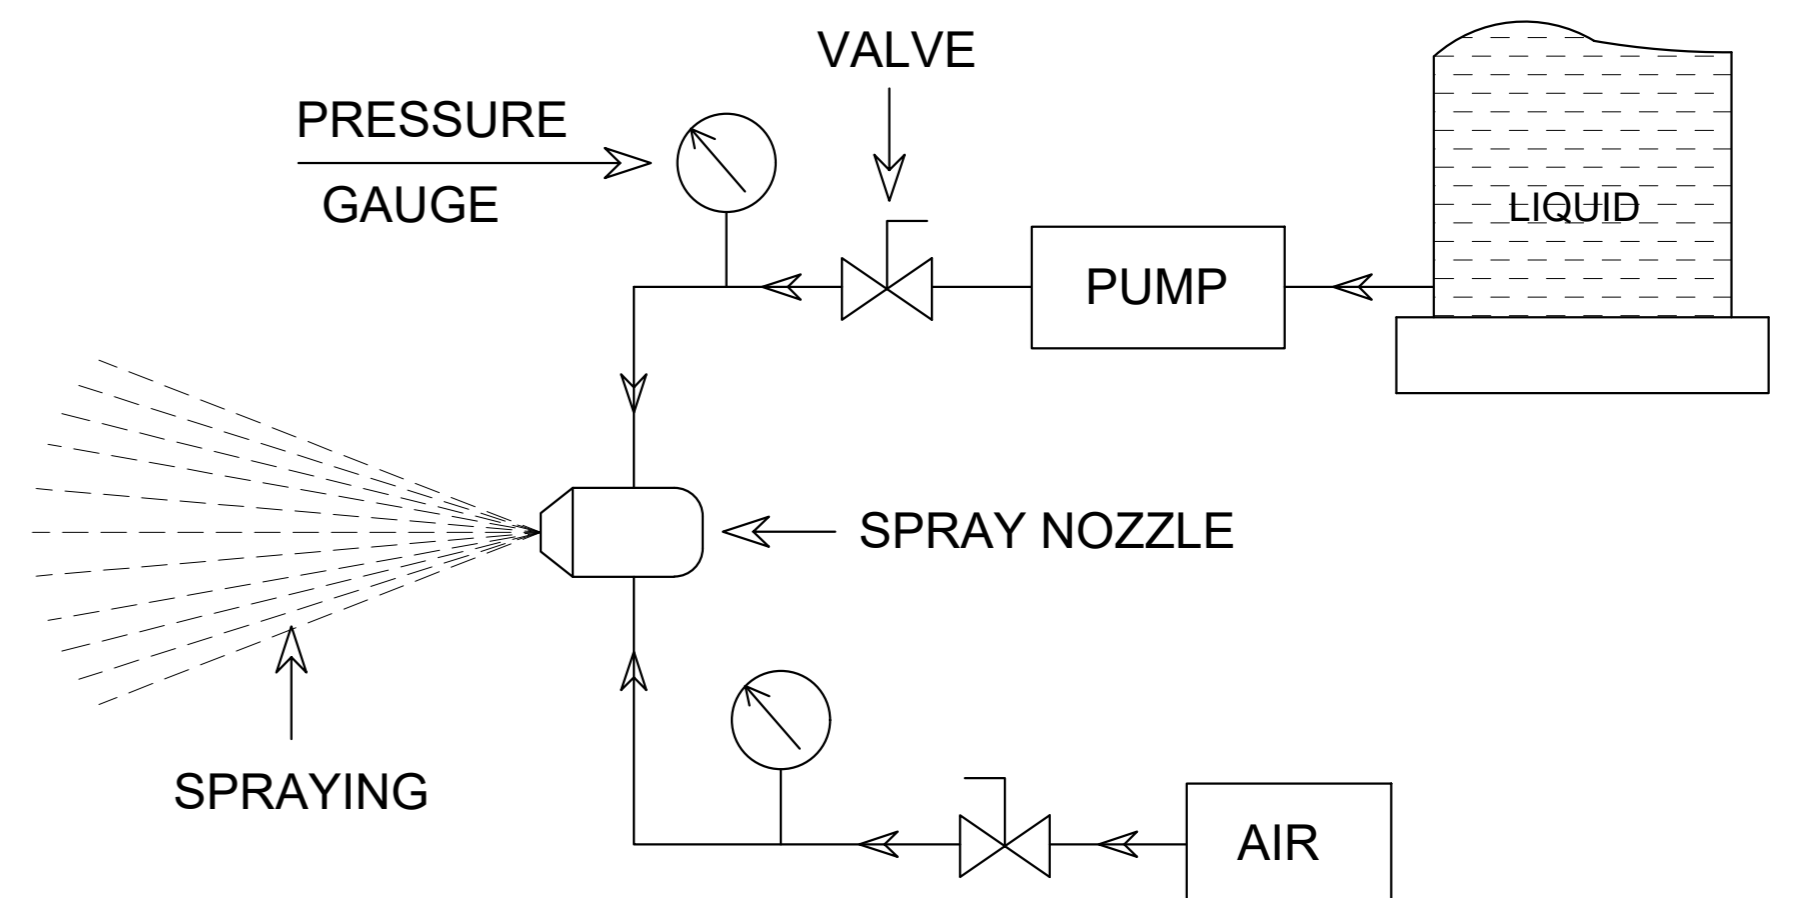 VALVE
PRESSURE
GAUGE
LIQUID
PUMP
SPRAY NOZZLE
SPRAYING
AIR